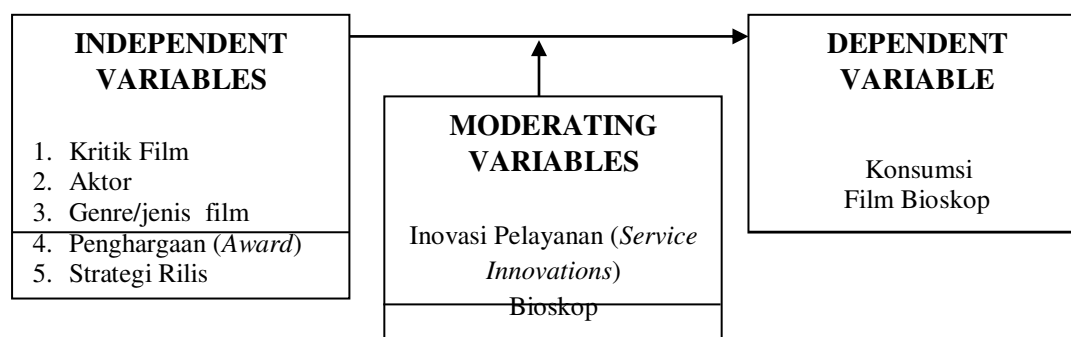 INDEPENDENT
VARIABLES
1. Kritik Film
2. Aktor
3. Genre/jenis film
4. Penghargaan (Award)
5. Strategi Rilis
MODERATING
VARIABLES
Inovasi Pelayanan (Service
Innovations)
Bioskop
DEPENDENT
VARIABLE
Konsumsi
Film Bioskop